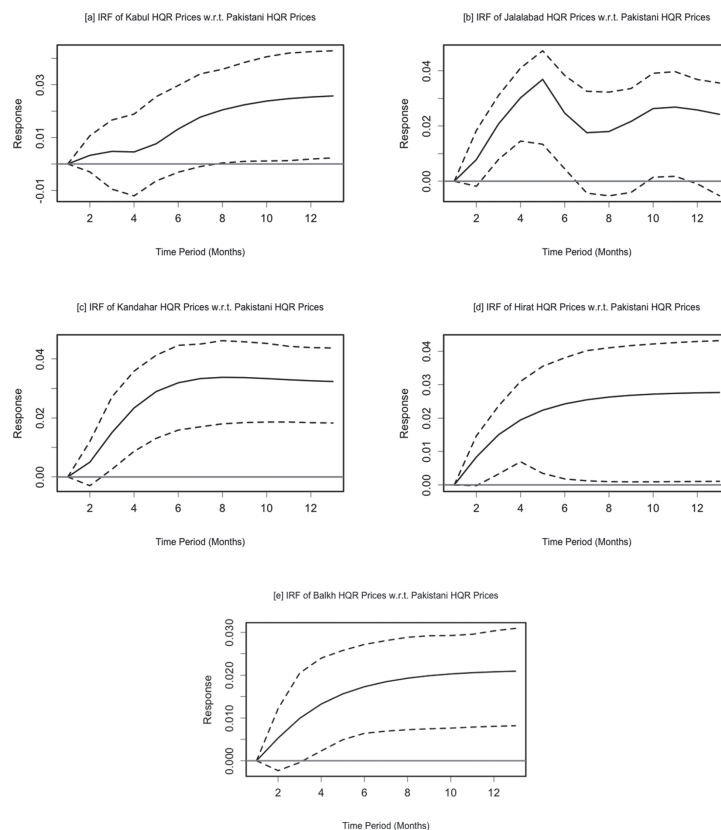 [a] IRF of Kabul HQR Prices w.r.t. Pakistani HQR Prices
Response
0.03
0.01
-0.01
2 4 6 8 10 12
Time Period (Months)
[b] IRF of Jalalabad HQR Prices w.r.t. Pakistani HQR Prices
Response
0.04
0.02
0.00
2 4 6 8 10 12
Time Period (Months)
[c] IRF of Kandahar HQR Prices w.r.t. Pakistani HQR Prices
Response
0.04
0.02
0.00
2 4 6 8 10 12
Time Period (Months)
[d] IRF of Hirat HQR Prices w.r.t. Pakistani HQR Prices
Response
0.04
0.03
0.02
0.01
0.00
2 4 6 8 10 12
Time Period (Months)
[e] IRF of Balkh HQR Prices w.r.t. Pakistani HQR Prices
Response
0.030
0.020
0.010
0.000
2 4 6 8 10 12
Time Period (Months)